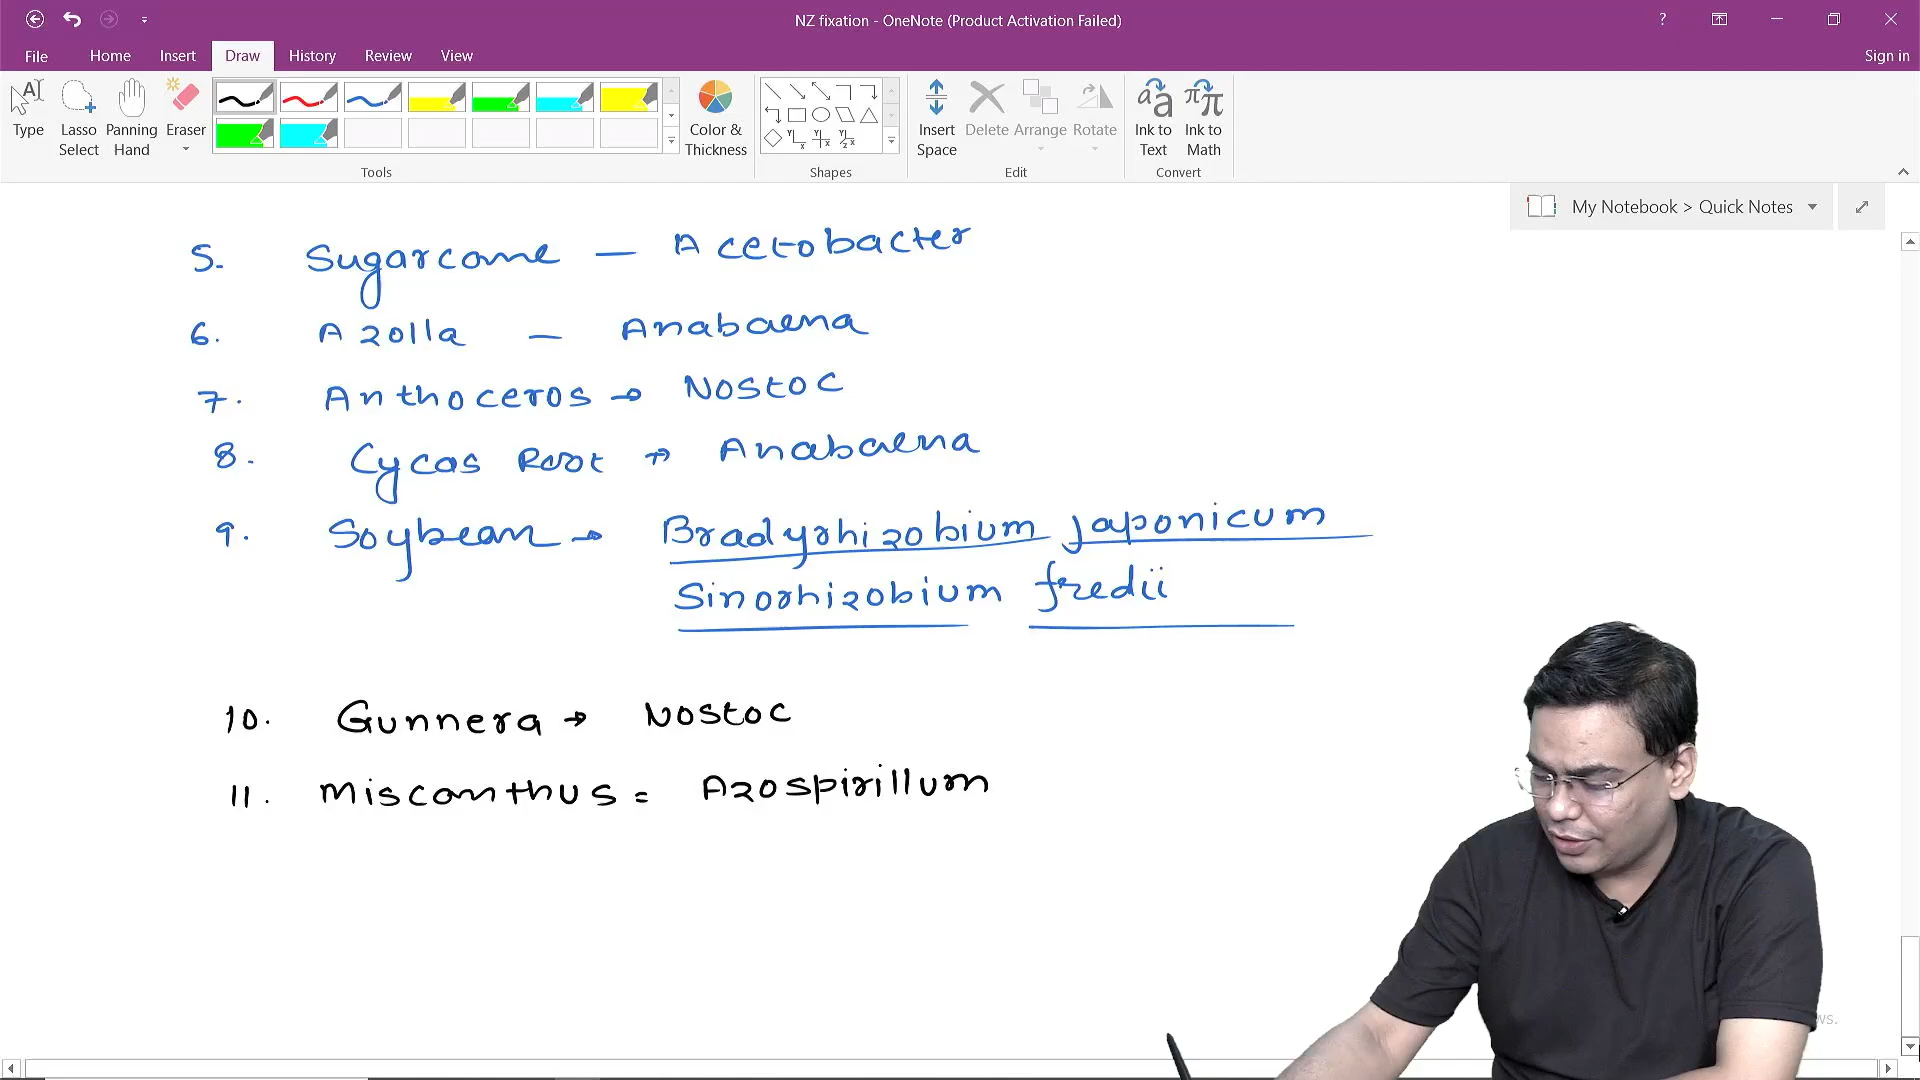 NZ fixation - OneNote (Product Activation Failed)
?
File Home Insert Draw History Review View Sign in
Type Lasso Select Panning Hand Eraser Color & Thickness Insert Space Delete Arrange Rotate Ink to Text Ink to Math
Tools Shapes Edit Convert
My Notebook > Quick Notes
5. Sugarcane — Acetobacter
6. Azolla — Anabaena
7. Anthoceros → Nostoc
8. Cycas Root → Anabaena
9. Soybean → Bradyrhizobium japonicum
Sinorhizobium fredii
10. Gunnera → Nostoc
11. Miscanthus = Azospirillum
ws.